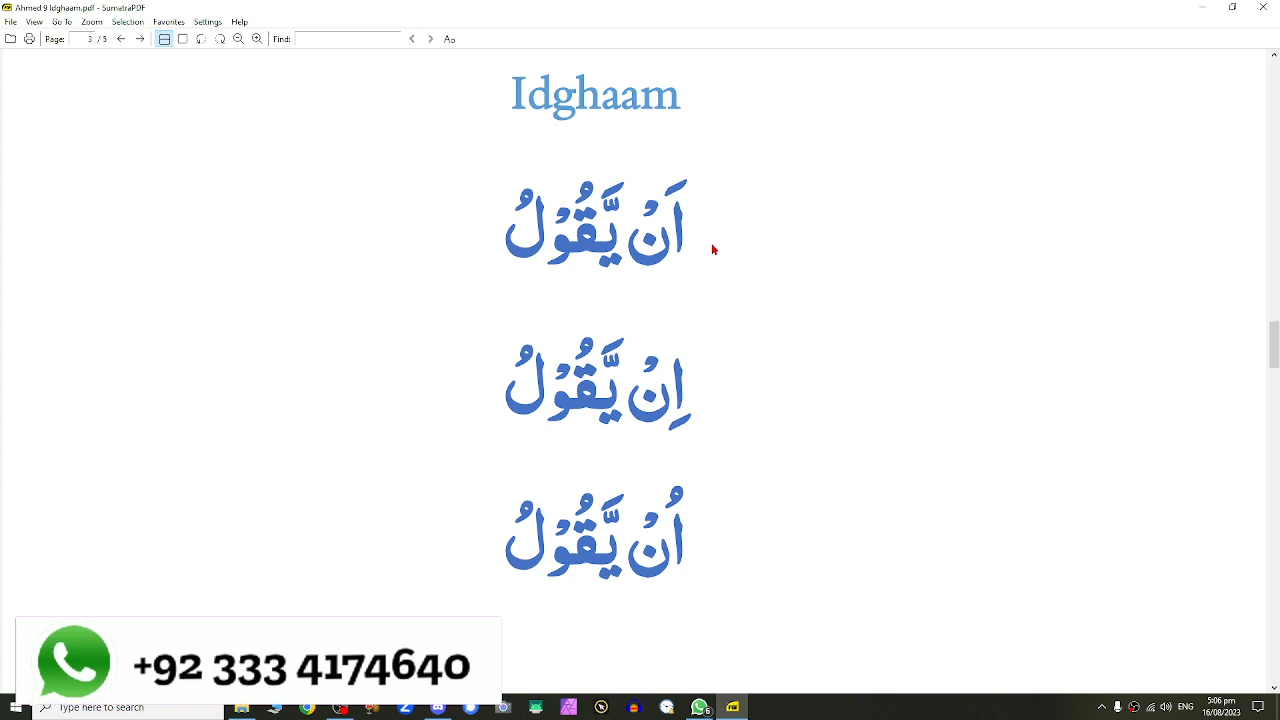 Ahmed 9 Idghaam.pdf - SumatraPDF
File View Go To Zoom Selection Favorites Settings Help
Page: 3 / 5 Find:
Idghaam
اَنْ يَّقُوْلُ
اِنْ يَّقُوْلُ
اُنْ يَّقُوْلُ
+92 333 4174640
Type here to search
ENG 5:06 pm
16/08/2023